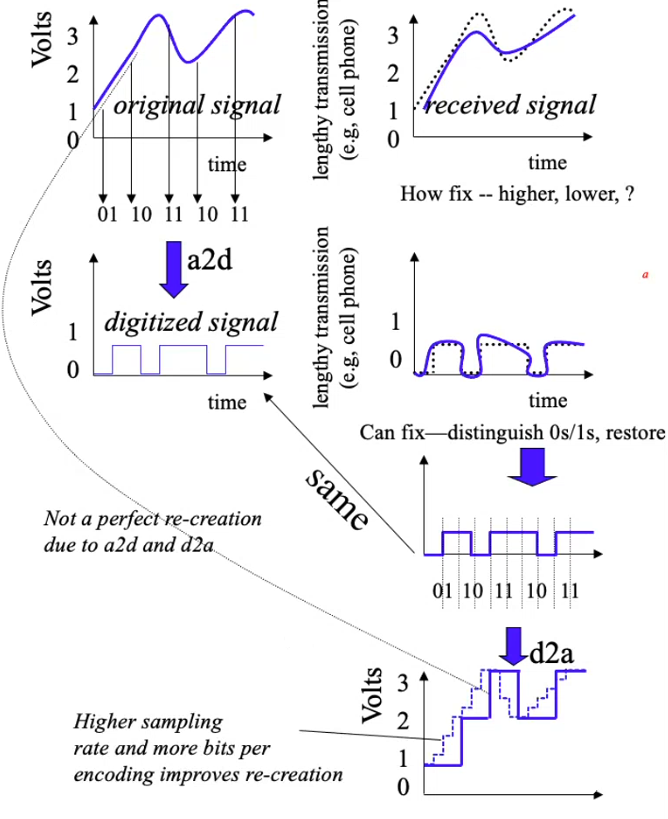 Volts
3
2
1
0
original signal
time
01 10 11 10 11
lengthy transmission
(e.g, cell phone)
3
2
1
0
received signal
time
How fix -- higher, lower, ?
a2d
Volts
1
0
digitized signal
time
lengthy transmission
(e.g, cell phone)
1
0
time
a
Can fix—distinguish 0s/1s, restore
same
Not a perfect re-creation
due to a2d and d2a
01 10 11 10 11
d2a
Volts
3
2
1
0
Higher sampling
rate and more bits per
encoding improves re-creation